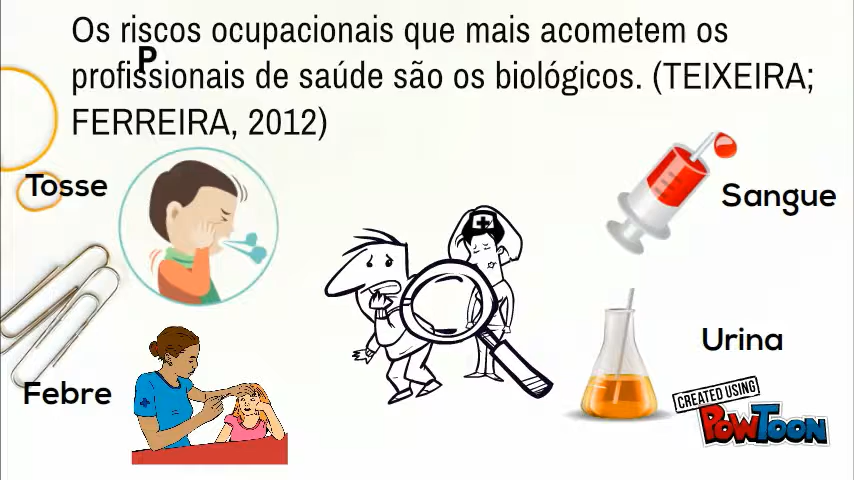 Os riscos ocupacionais que mais acometem os
P
profissionais de saúde são os biológicos. (TEIXEIRA;
FERREIRA, 2012)
Tosse
Sangue
Urina
Febre
CREATED USING
POWTOON